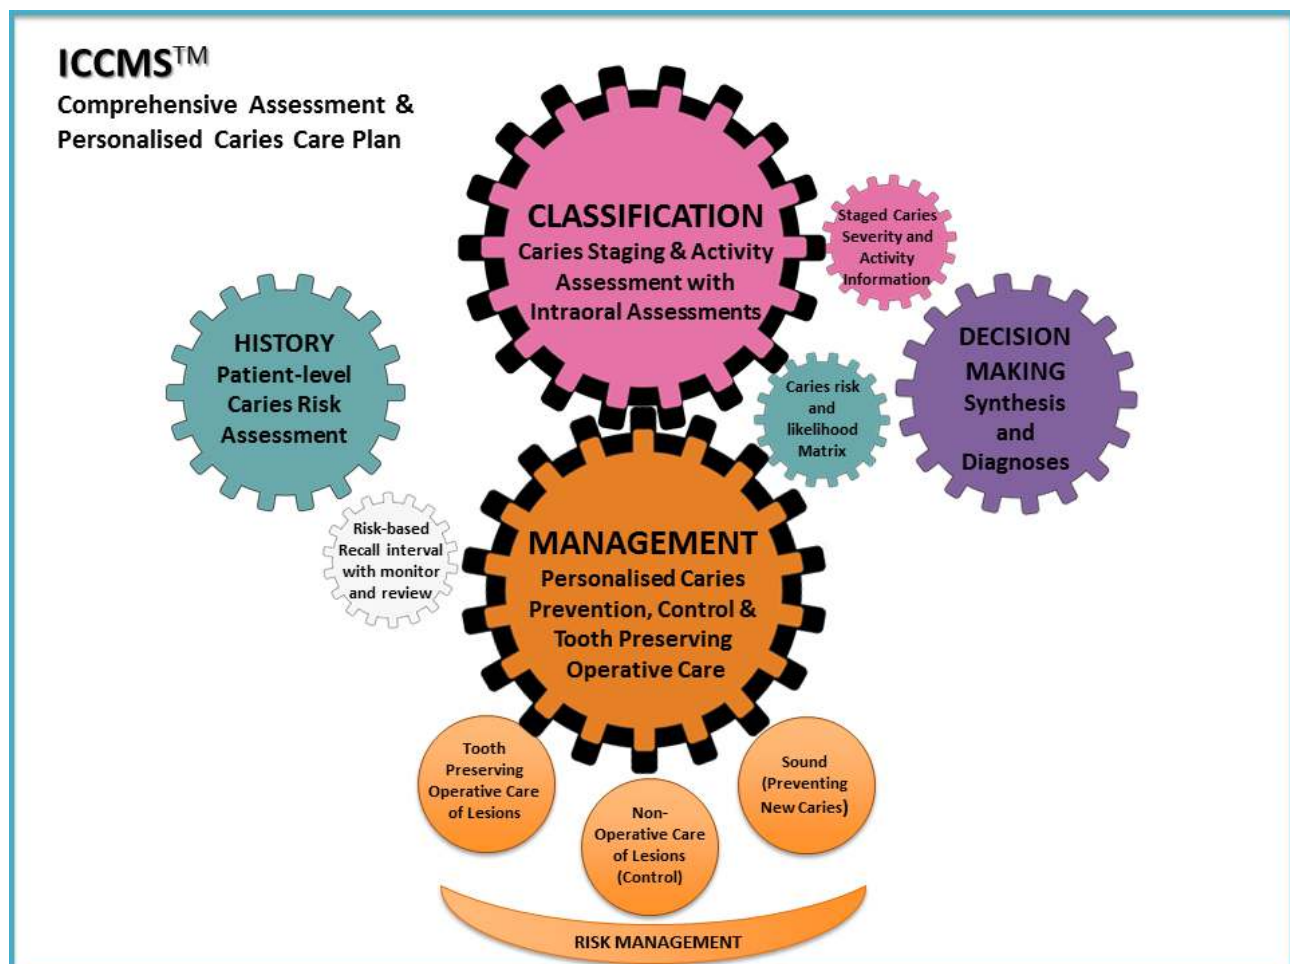 ICCMS™
Comprehensive Assessment &
Personalised Caries Care Plan
CLASSIFICATION
Caries Staging & Activity
Assessment with
Intraoral Assessments
Staged Caries
Severity and
Activity
Information
HISTORY
Patient-level
Caries Risk
Assessment
DECISION
MAKING
Synthesis
and
Diagnoses
Caries risk
and
likelihood
Matrix
Risk-based
Recall interval
with monitor
and review
MANAGEMENT
Personalised Caries
Prevention, Control &
Tooth Preserving
Operative Care
Tooth
Preserving
Operative Care
of Lesions
Non-
Operative Care
of Lesions
(Control)
Sound
(Preventing
New Caries)
RISK MANAGEMENT